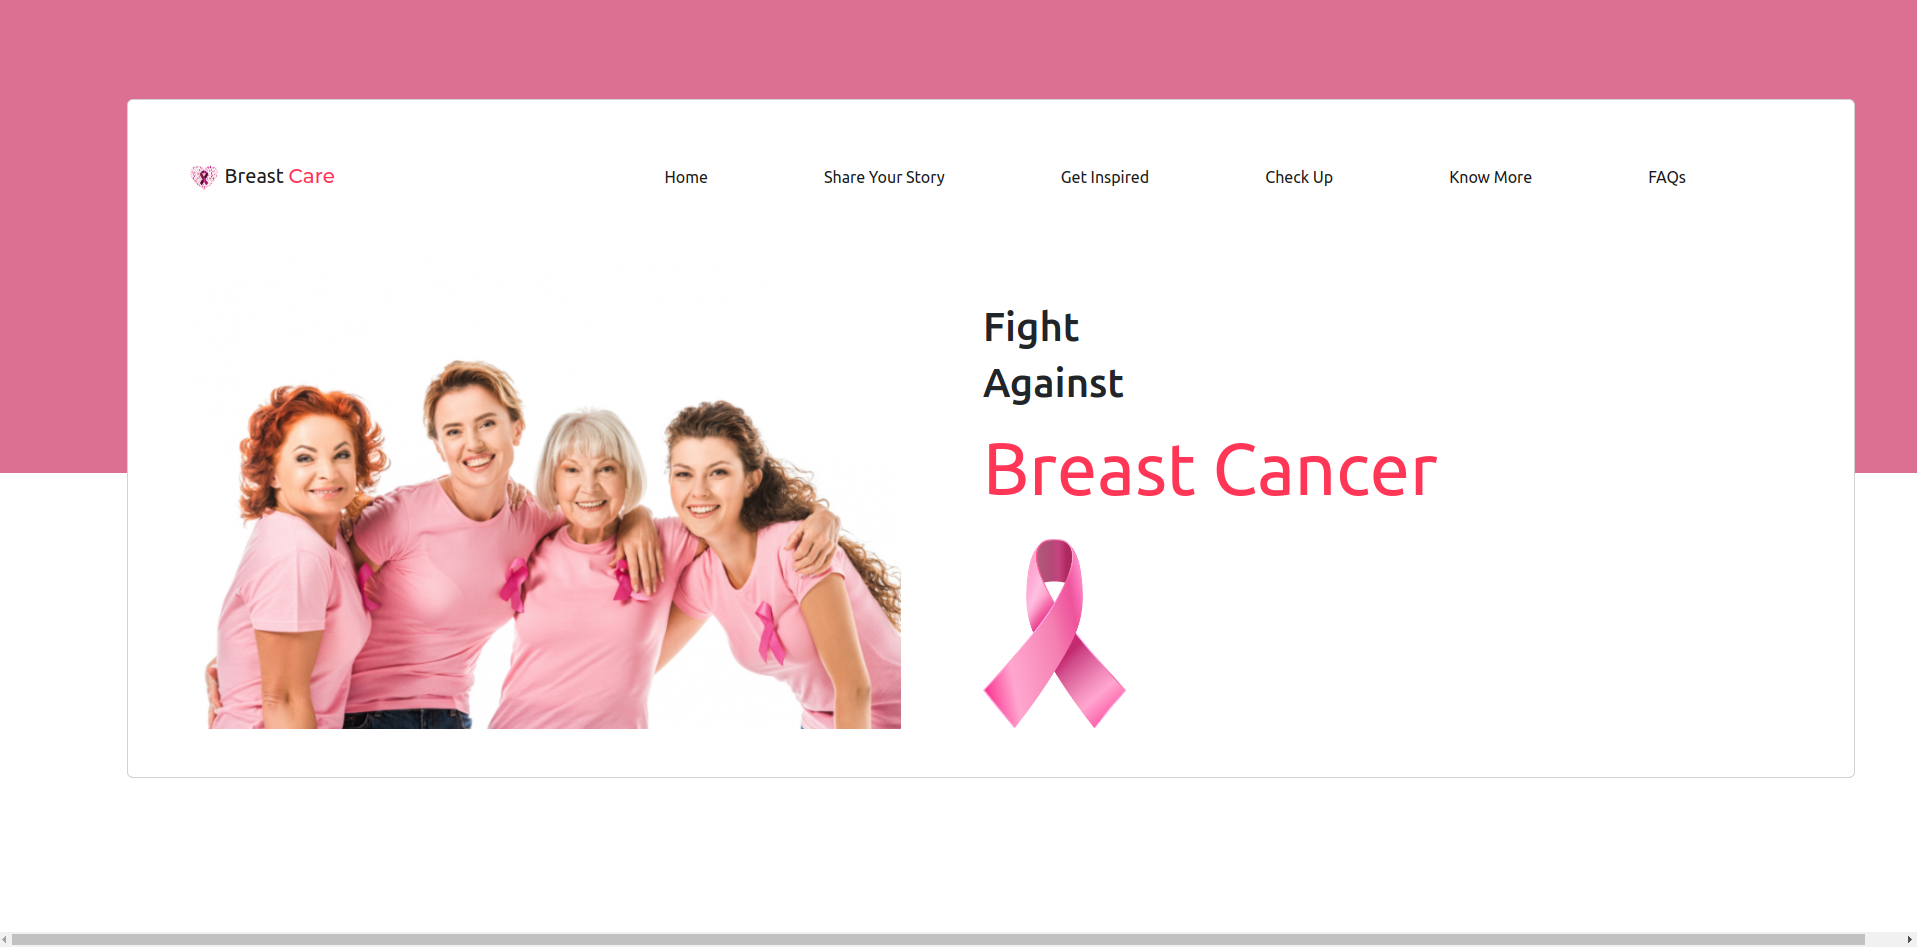 Breast Care
Home
Share Your Story
Get Inspired
Check Up
Know More
FAQs
Fight
Against
Breast Cancer